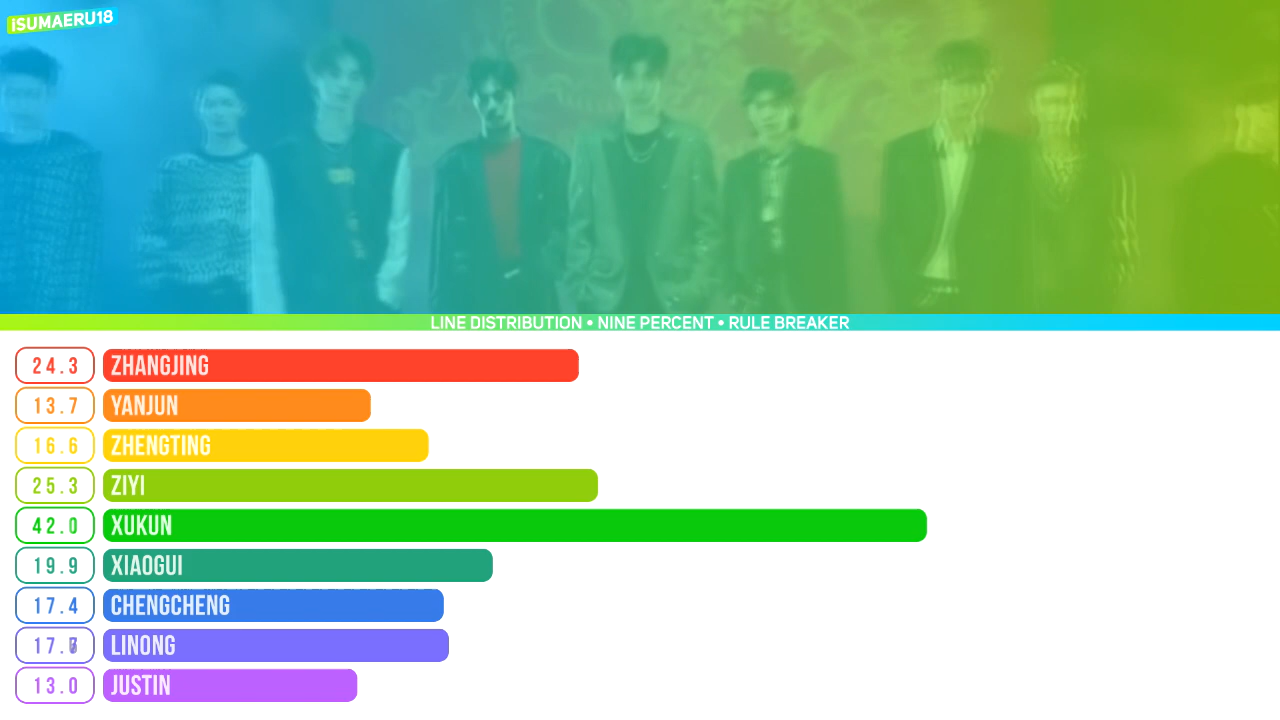 ISUMAERU18
LINE DISTRIBUTION • NINE PERCENT • RULE BREAKER
24.3 ZHANGJING
13.7 YANJUN
16.6 ZHENGTING
25.3 ZIYI
42.0 XUKUN
19.9 XIAOGUI
17.4 CHENGCHENG
LINONG
13.0 JUSTIN